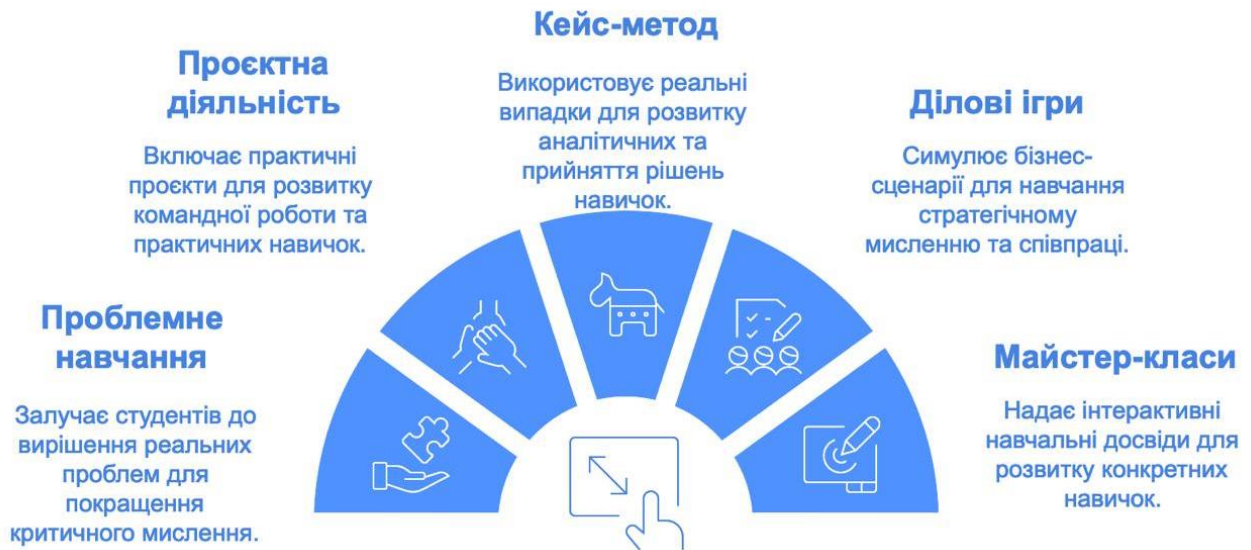 Проблемне
навчання
Залучає студентів до
вирішення реальних
проблем для
покращення
критичного мислення.
Проєктна
діяльність
Включає практичні
проєкти для розвитку
командної роботи та
практичних навичок.
Кейс-метод
Використовує реальні
випадки для розвитку
аналітичних та
прийняття рішень
навичок.
Ділові ігри
Симулює бізнес-
сценарії для навчання
стратегічному
мисленню та співпраці.
Майстер-класи
Надає інтерактивні
навчальні досвіди для
розвитку конкретних
навичок.